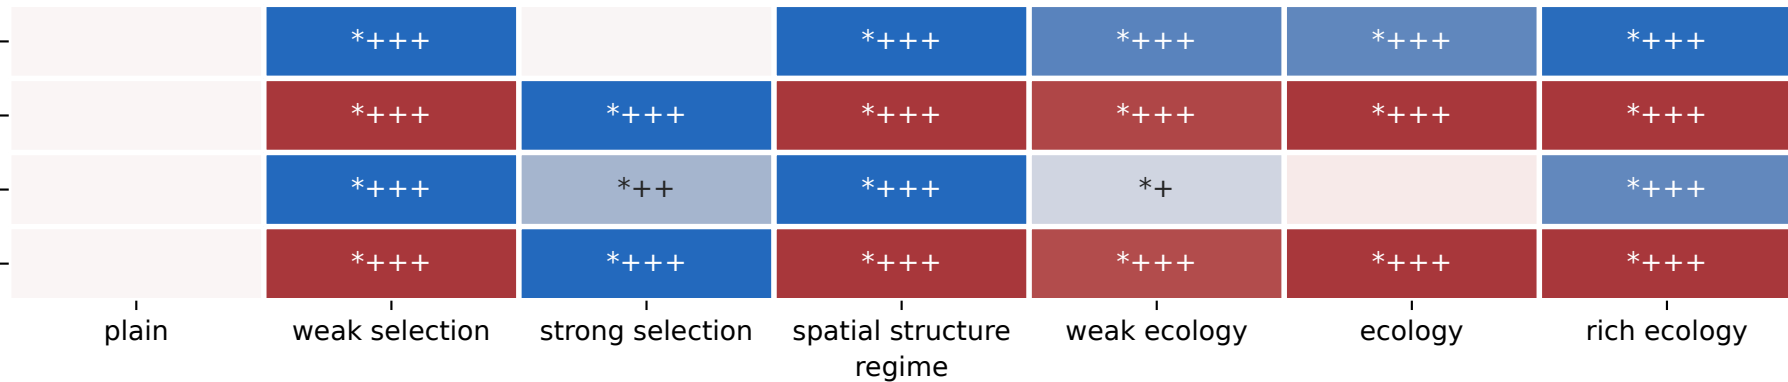 *+++ *+++ *+++ *+++ *+++
*+++ *+++ *+++ *+++ *+++ *+++
*+++ *++ *+++ *+ *+++
*+++ *+++ *+++ *+++ *+++ *+++
plain weak selection strong selection spatial structure weak ecology ecology rich ecology
regime